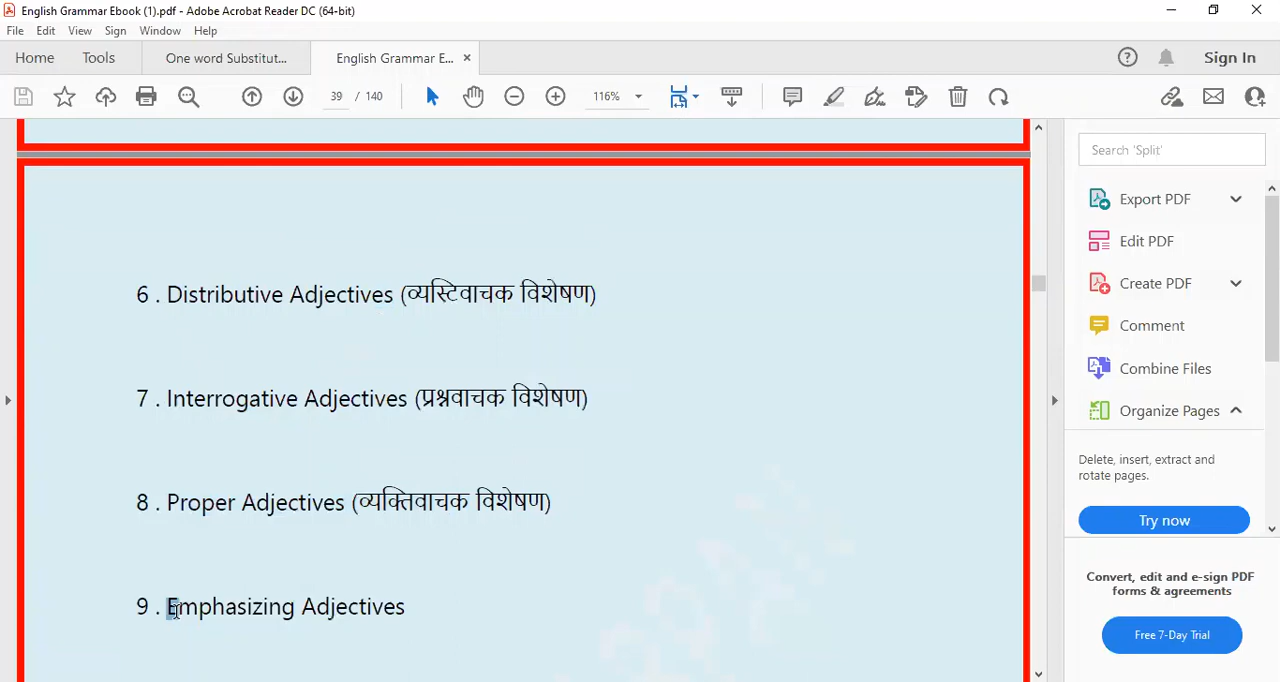 English Grammar Ebook (1).pdf - Adobe Acrobat Reader DC (64-bit)
File Edit View Sign Window Help
Home Tools One word Substitut... English Grammar E... × Sign In
39 / 140 116%
Search 'Split'
Export PDF
Edit PDF
Create PDF
Comment
Combine Files
Organize Pages
Delete, insert, extract and
rotate pages.
Try now
Convert, edit and e-sign PDF
forms & agreements
Free 7-Day Trial
6 . Distributive Adjectives (व्यस्टिवाचक विशेषण)
7 . Interrogative Adjectives (प्रश्नवाचक विशेषण)
8 . Proper Adjectives (व्यक्तिवाचक विशेषण)
9 . Emphasizing Adjectives